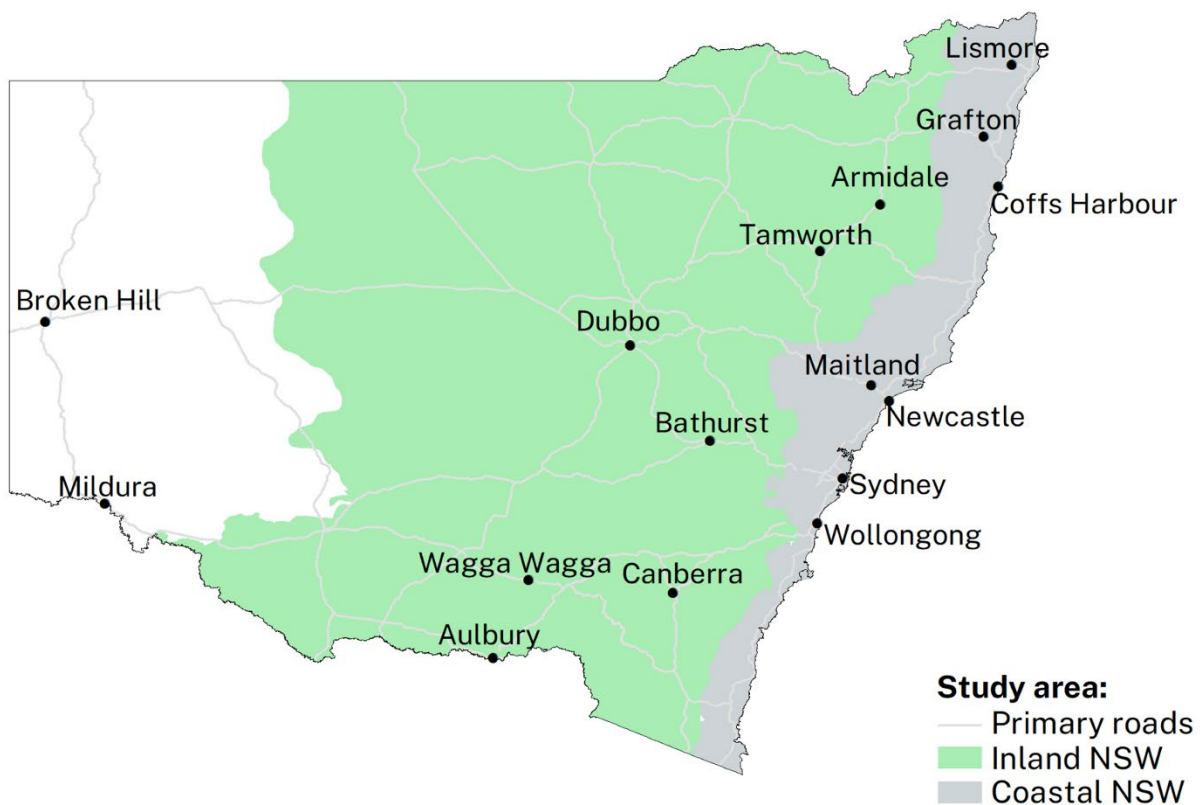 Lismore
Grafton
Armidale
Coffs Harbour
Tamworth
Broken Hill
Dubbo
Maitland
Newcastle
Bathurst
Mildura
Sydney
Wollongong
Wagga Wagga
Canberra
Aulbury
Study area:
Primary roads
Inland NSW
Coastal NSW